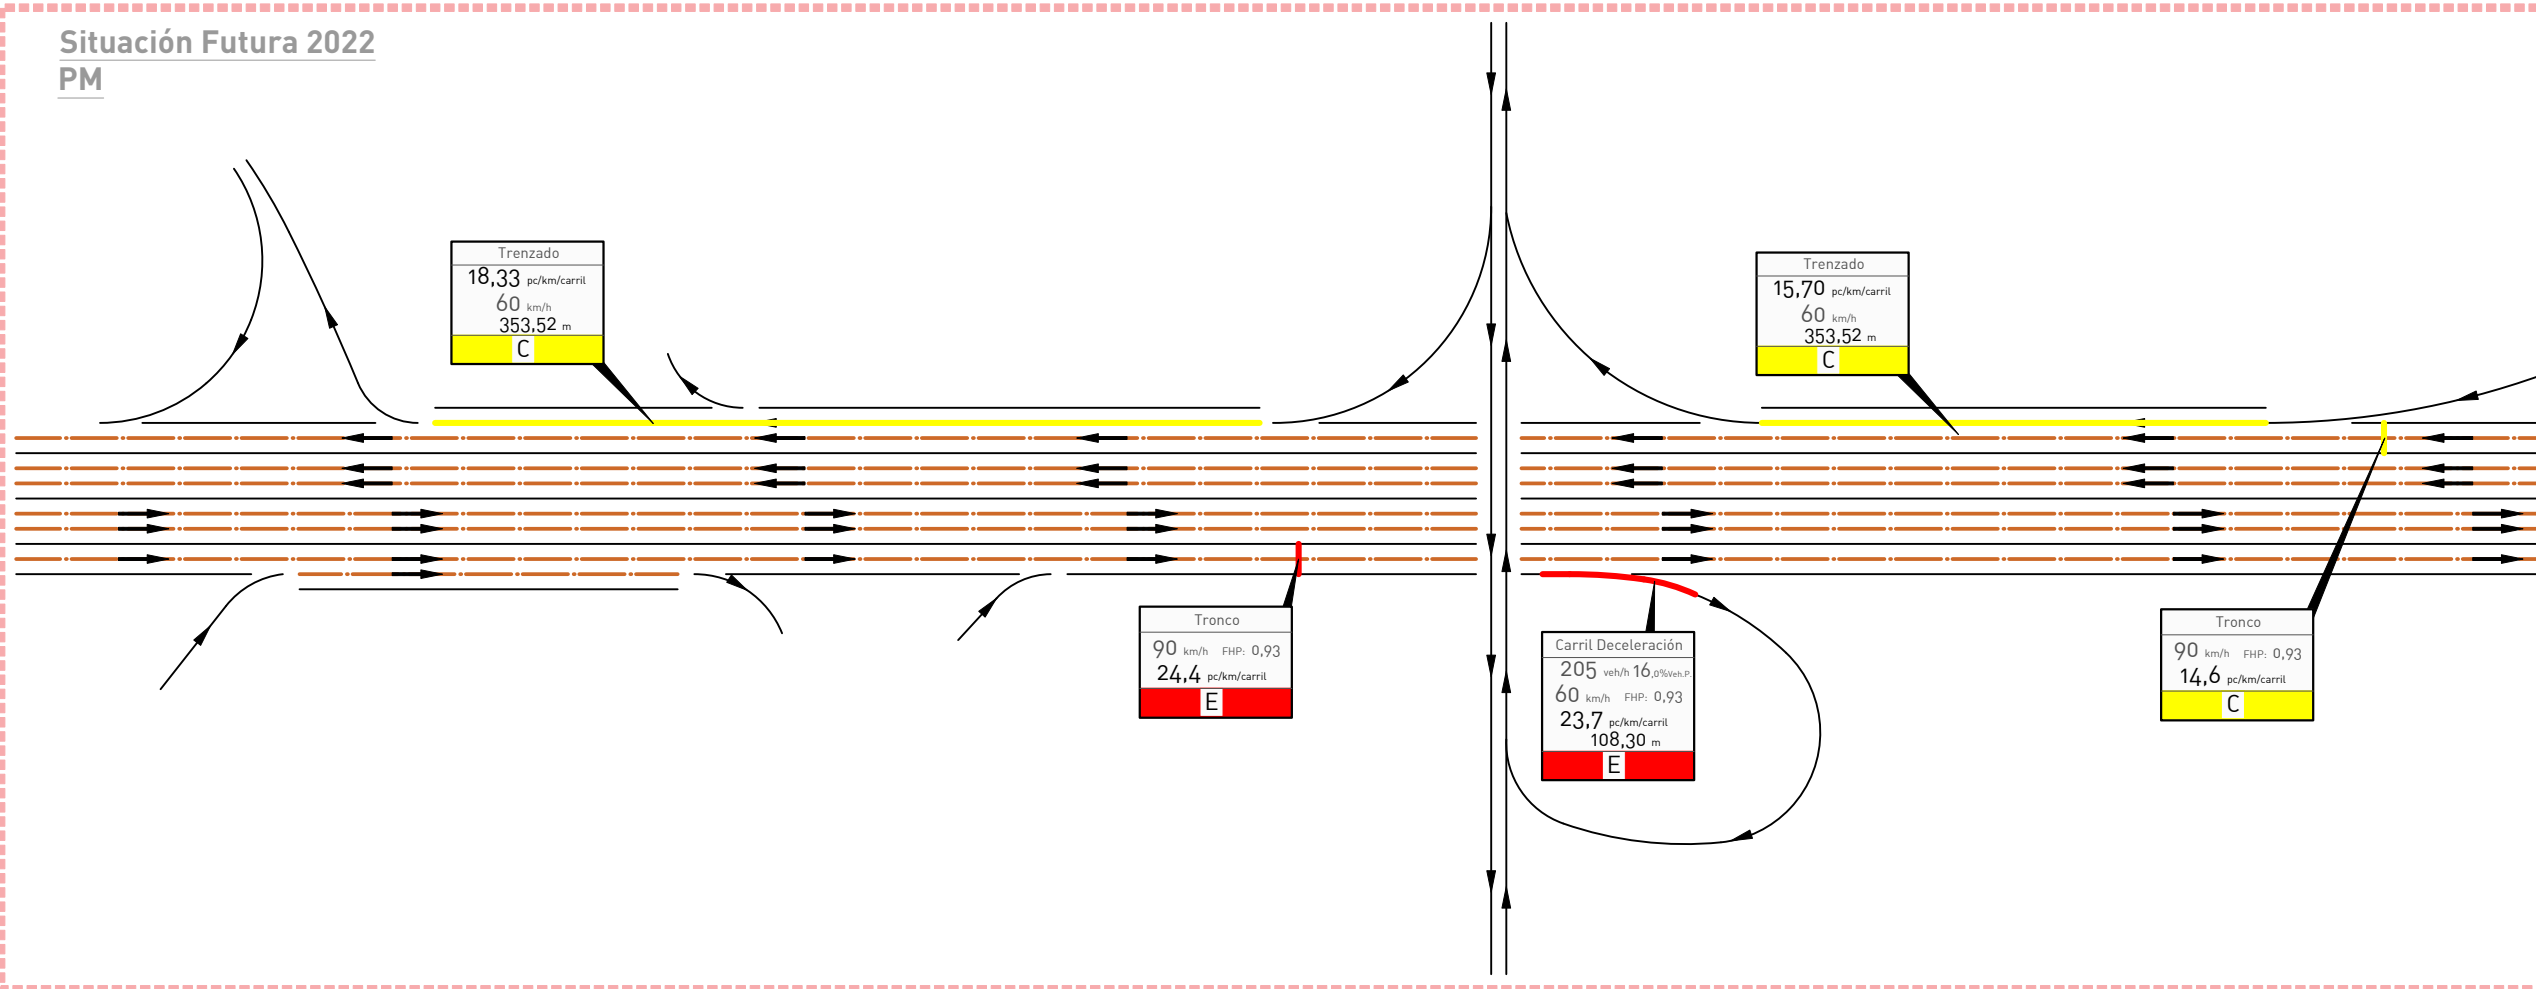 Situación Futura 2022
PM
Trenzado
18,33 pc/km/carril
60 km/h
353,52 m
C
Trenzado
15,70 pc/km/carril
60 km/h
353,52 m
C
Tronco
90 km/h FHP: 0,93
24,4 pc/km/carril
E
Carril Deceleración
205 veh/h 16,0%Veh.P.
60 km/h FHP: 0,93
23,7 pc/km/carril
108,30 m
E
Tronco
90 km/h FHP: 0,93
14,6 pc/km/carril
C